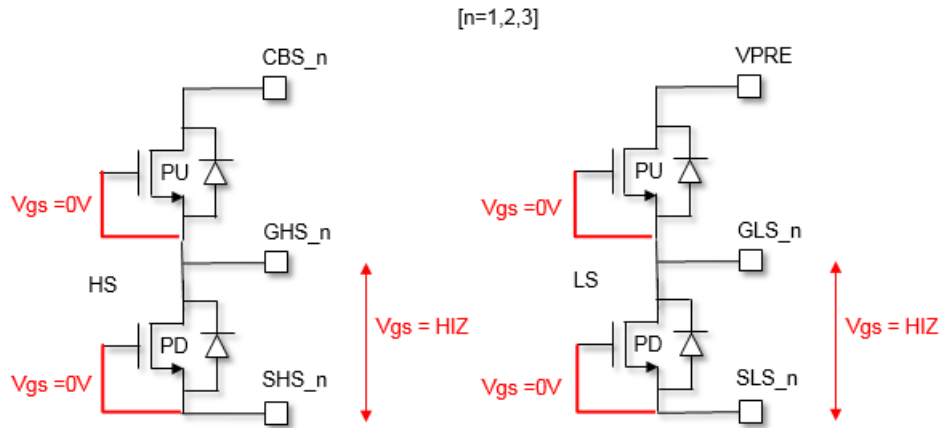 [n=1,2,3]
CBS_n
VPRE
PU
PU
Vgs =0V
Vgs =0V
GHS_n
GLS_n
HS
LS
Vgs = HIZ
Vgs = HIZ
PD
PD
Vgs =0V
Vgs =0V
SHS_n
SLS_n